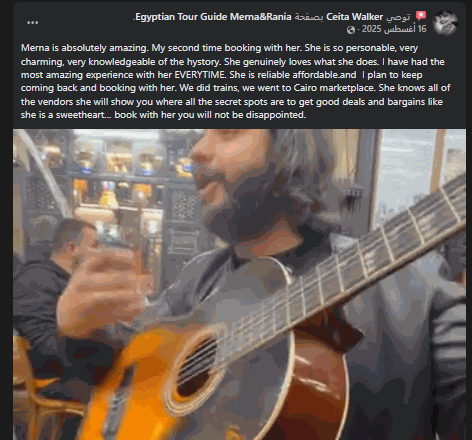 توصي Ceita Walker بصفحة Egyptian Tour Guide Merna&Rania.
16 أغسطس 2025 ·
Merna is absolutely amazing. My second time booking with her. She is so personable, very
charming, very knowledgeable of the hystory. She genuinely loves what she does. I have had the
most amazing experience with her EVERYTIME. She is reliable affordable.and I plan to keep
coming back and booking with her. We did trains, we went to Cairo marketplace. She knows all of
the vendors she will show you where all the secret spots are to get good deals and bargains like
she is a sweetheart... book with her you will not be disappointed.